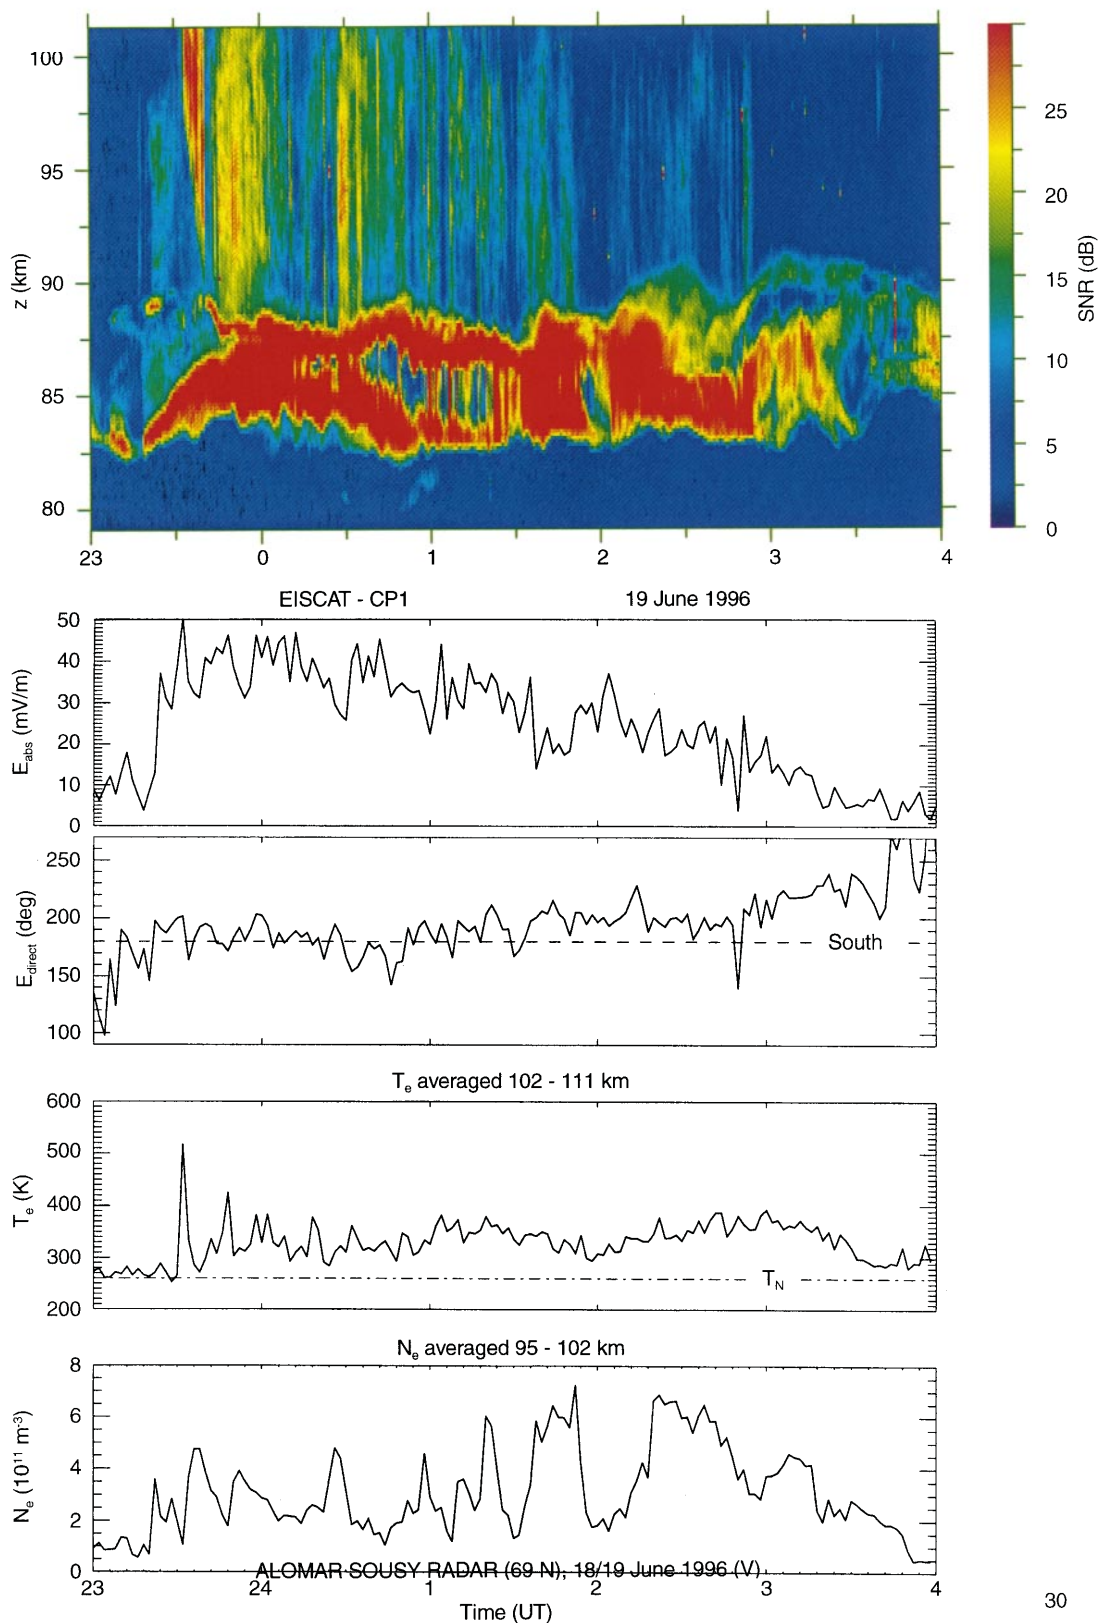 100
95
90
85
80
z (km)
23 0 1 2 3 4
25
20
15
10
5
0
SNR (dB)
EISCAT - CP1 19 June 1996
50
40
30
20
10
0
E_abs (mV/m)
250
200
150
100
E_direct (deg)
South
T_e averaged 102 - 111 km
600
500
400
300
200
T_e (K)
T_N
N_e averaged 95 - 102 km
8
6
4
2
0
N_e (10^11 m^-3)
ALOMAR SOUSY RADAR (69 N), 18/19 June 1996 (V)
23 24 1 2 3 4
Time (UT)
30